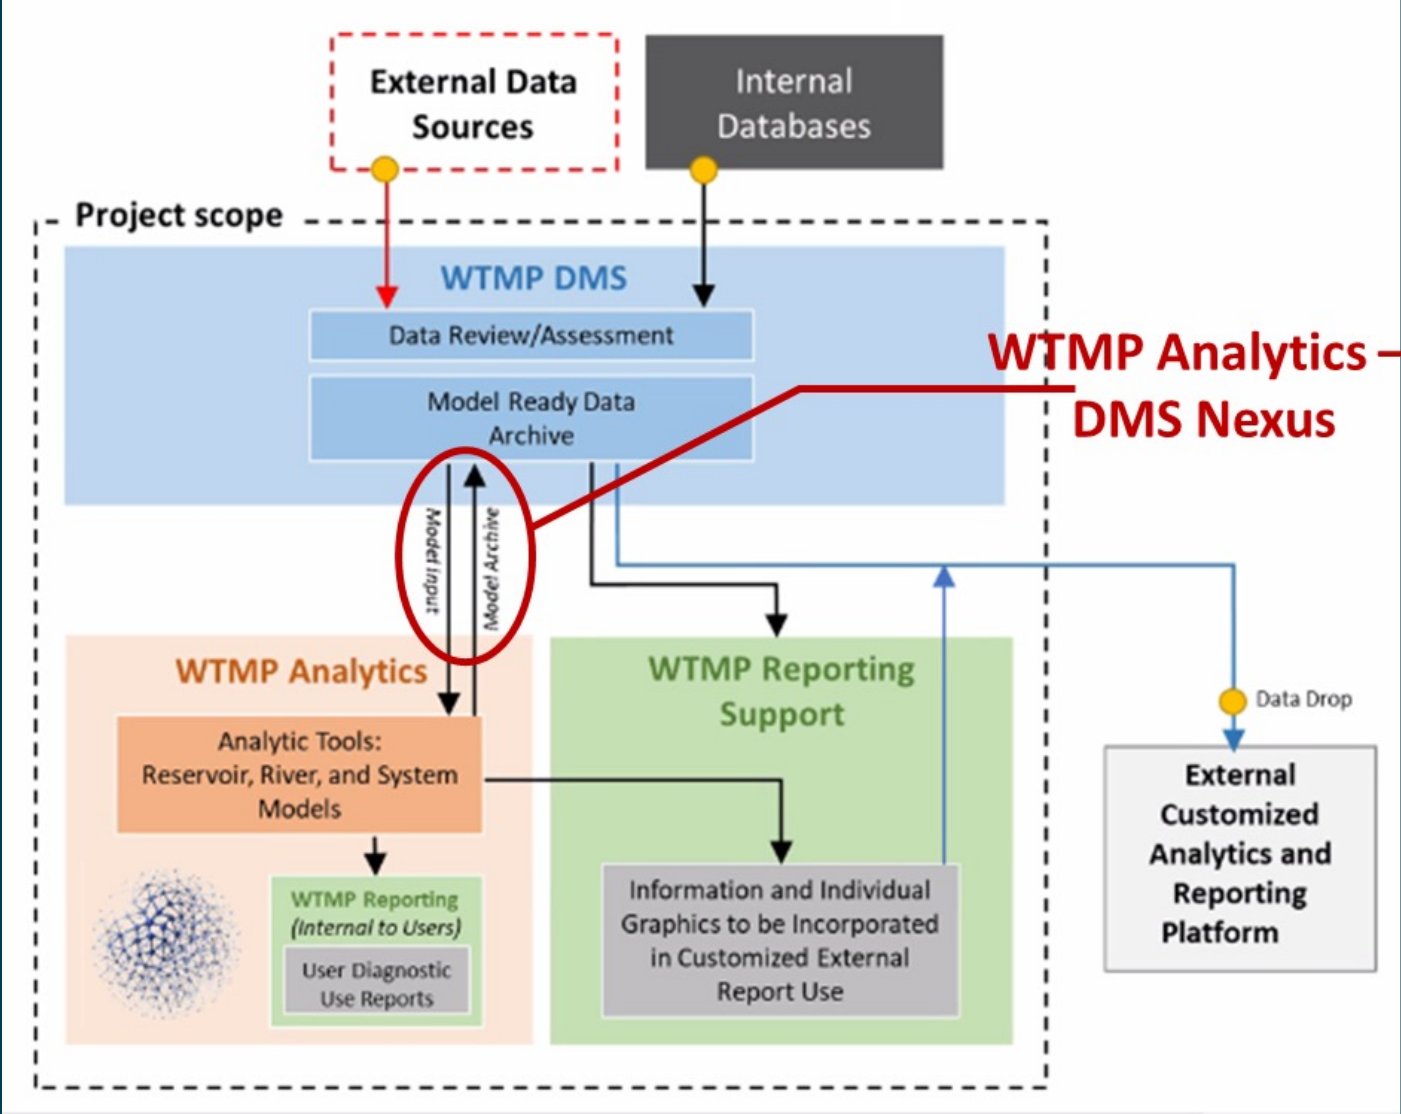 External Data
Sources
Internal
Databases
Project scope
WTMP DMS
Data Review/Assessment
Model Ready Data
Archive
WTMP Analytics –
DMS Nexus
Model Input
Model Archive
WTMP Analytics
Analytic Tools:
Reservoir, River, and System
Models
WTMP Reporting
(Internal to Users)
User Diagnostic
Use Reports
WTMP Reporting
Support
Information and Individual
Graphics to be Incorporated
in Customized External
Report Use
Data Drop
External
Customized
Analytics and
Reporting
Platform